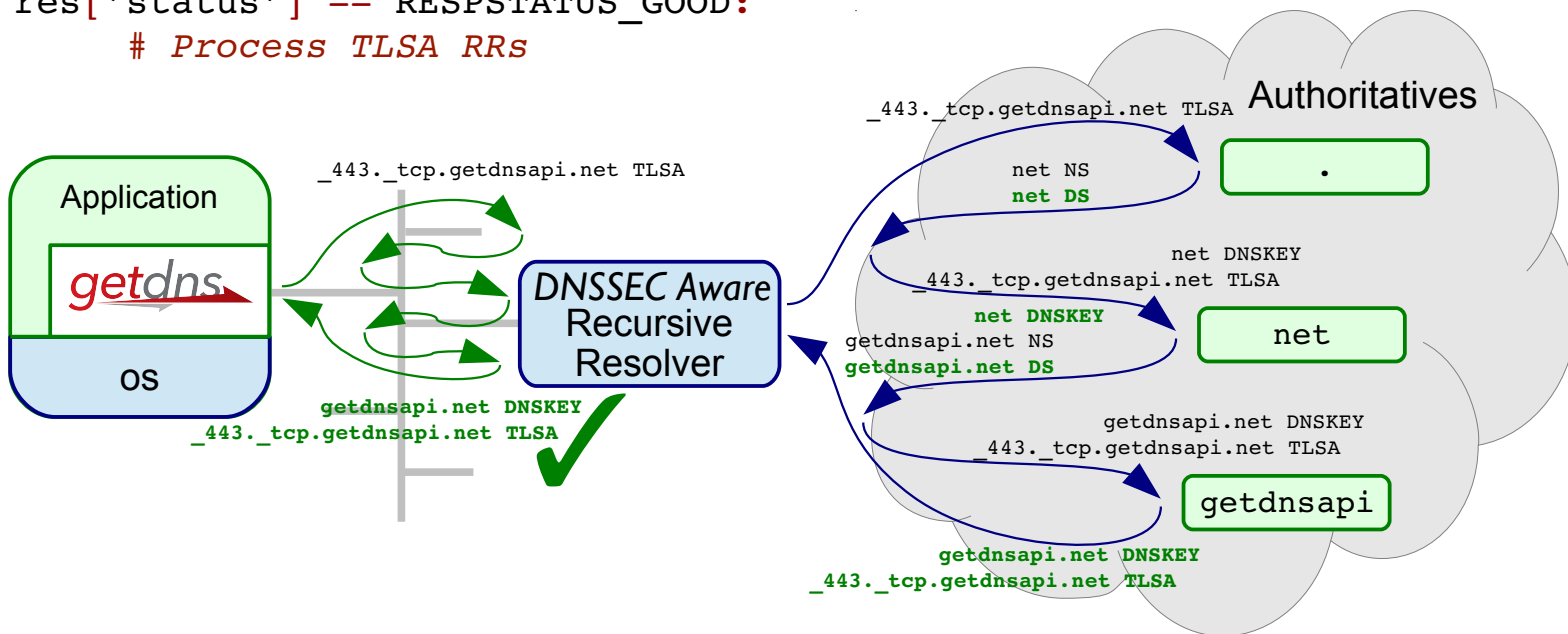 res['status'] == RESPSTATUS_GOOD:
# Process TLSA RRs
Authoritatives
_443._tcp.getdnsapi.net TLSA
.
net NS
net DS
_443._tcp.getdnsapi.net TLSA
Application
getdns
os
DNSSEC Aware
Recursive
Resolver
net DNSKEY
_443._tcp.getdnsapi.net TLSA
net DNSKEY
getdnsapi.net NS
getdnsapi.net DS
net
getdnsapi.net DNSKEY
_443._tcp.getdnsapi.net TLSA
getdnsapi.net DNSKEY
_443._tcp.getdnsapi.net TLSA
getdnsapi
getdnsapi.net DNSKEY
_443._tcp.getdnsapi.net TLSA